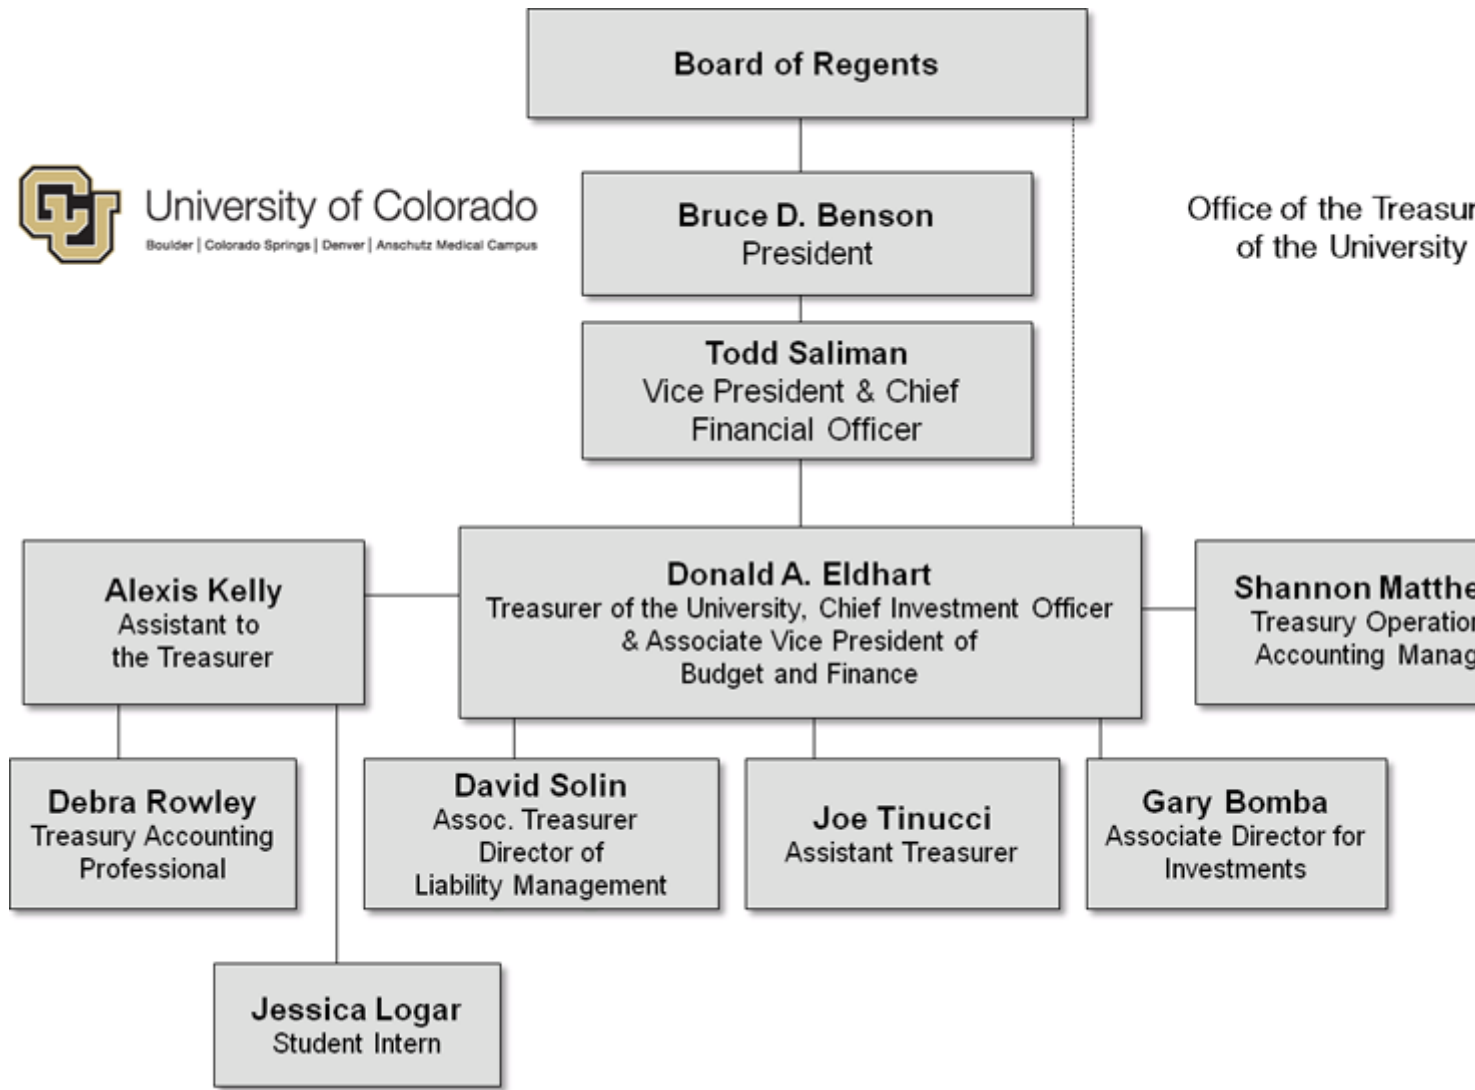 Board of Regents
CU
University of Colorado
Boulder | Colorado Springs | Denver | Anschutz Medical Campus
Bruce D. Benson
President
Office of the
of the University
Todd Saliman
Vice President & Chief
Financial Officer
Alexis Kelly
Assistant to
the Treasurer
Donald A. Eldhart
Treasurer of the University, Chief Investment Officer
& Associate Vice President of
Budget and Finance
Shannon
Treasury
Accounting
Debra Rowley
Treasury Accounting
Professional
David Solin
Assoc. Treasurer
Director of
Liability Management
Joe Tinucci
Assistant Treasurer
Gary Bomba
Associate Director for
Investments
Jessica Logar
Student Intern